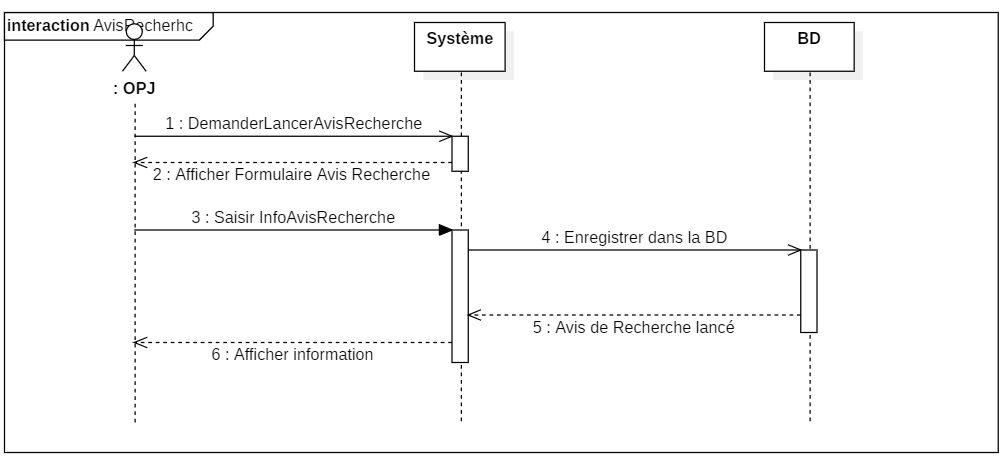 interaction AvisRecherhc
Système
BD
: OPJ
1 : DemanderLancerAvisRecherche
2 : Afficher Formulaire Avis Recherche
3 : Saisir InfoAvisRecherche
4 : Enregistrer dans la BD
5 : Avis de Recherche lancé
6 : Afficher information